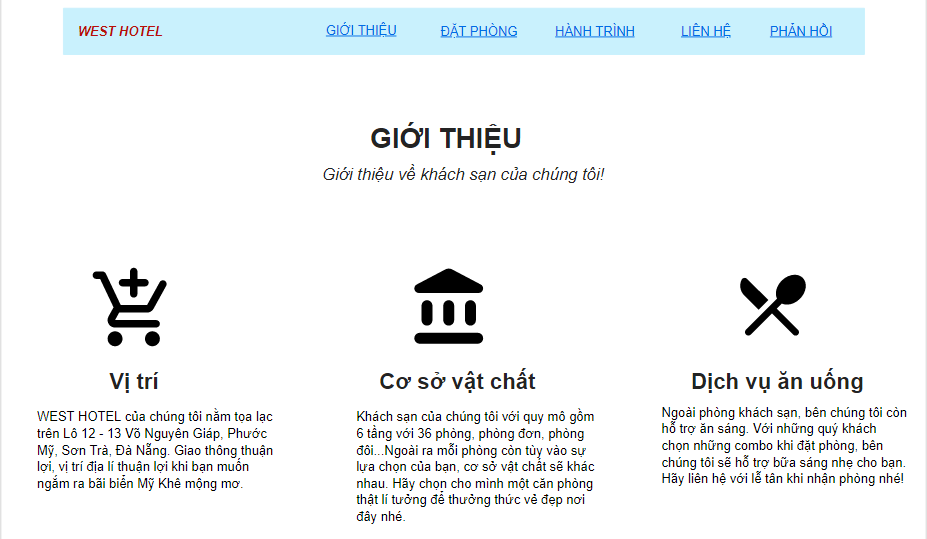 WEST HOTEL
GIỚI THIỆU
ĐẶT PHÒNG
HÀNH TRÌNH
LIÊN HỆ
PHẢN HỒI
GIỚI THIỆU
Giới thiệu về khách sạn của chúng tôi!
Vị trí
WEST HOTEL của chúng tôi nằm tọa lạc
trên Lô 12 - 13 Võ Nguyên Giáp, Phước
Mỹ, Sơn Trà, Đà Nẵng. Giao thông thuận
lợi, vị trí địa lí thuận lợi khi bạn muốn
ngắm ra bãi biển Mỹ Khê mộng mơ.
Cơ sở vật chất
Khách sạn của chúng tôi với quy mô gồm
6 tầng với 36 phòng, phòng đơn, phòng
đôi...Ngoài ra mỗi phòng còn tùy vào sự
lựa chọn của bạn, cơ sở vật chất sẽ khác
nhau. Hãy chọn cho mình một căn phòng
thật lí tưởng để thưởng thức vẻ đẹp nơi
đây nhé.
Dịch vụ ăn uống
Ngoài phòng khách sạn, bên chúng tôi còn
hỗ trợ ăn sáng. Với những quý khách
chọn những combo khi đặt phòng, bên
chúng tôi sẽ hỗ trợ bữa sáng nhẹ cho bạn.
Hãy liên hệ với lễ tân khi nhận phòng nhé!